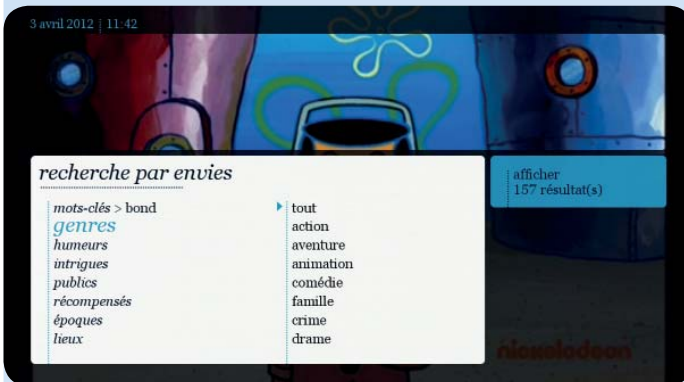 3 avril 2012 | 11:42
recherche par envies
mots-clés > bond
genres
humeurs
intrigues
publics
récompensés
époques
lieux
tout
action
aventure
animation
comédie
famille
crime
drame
afficher
157 résultat(s)
nickelodeon